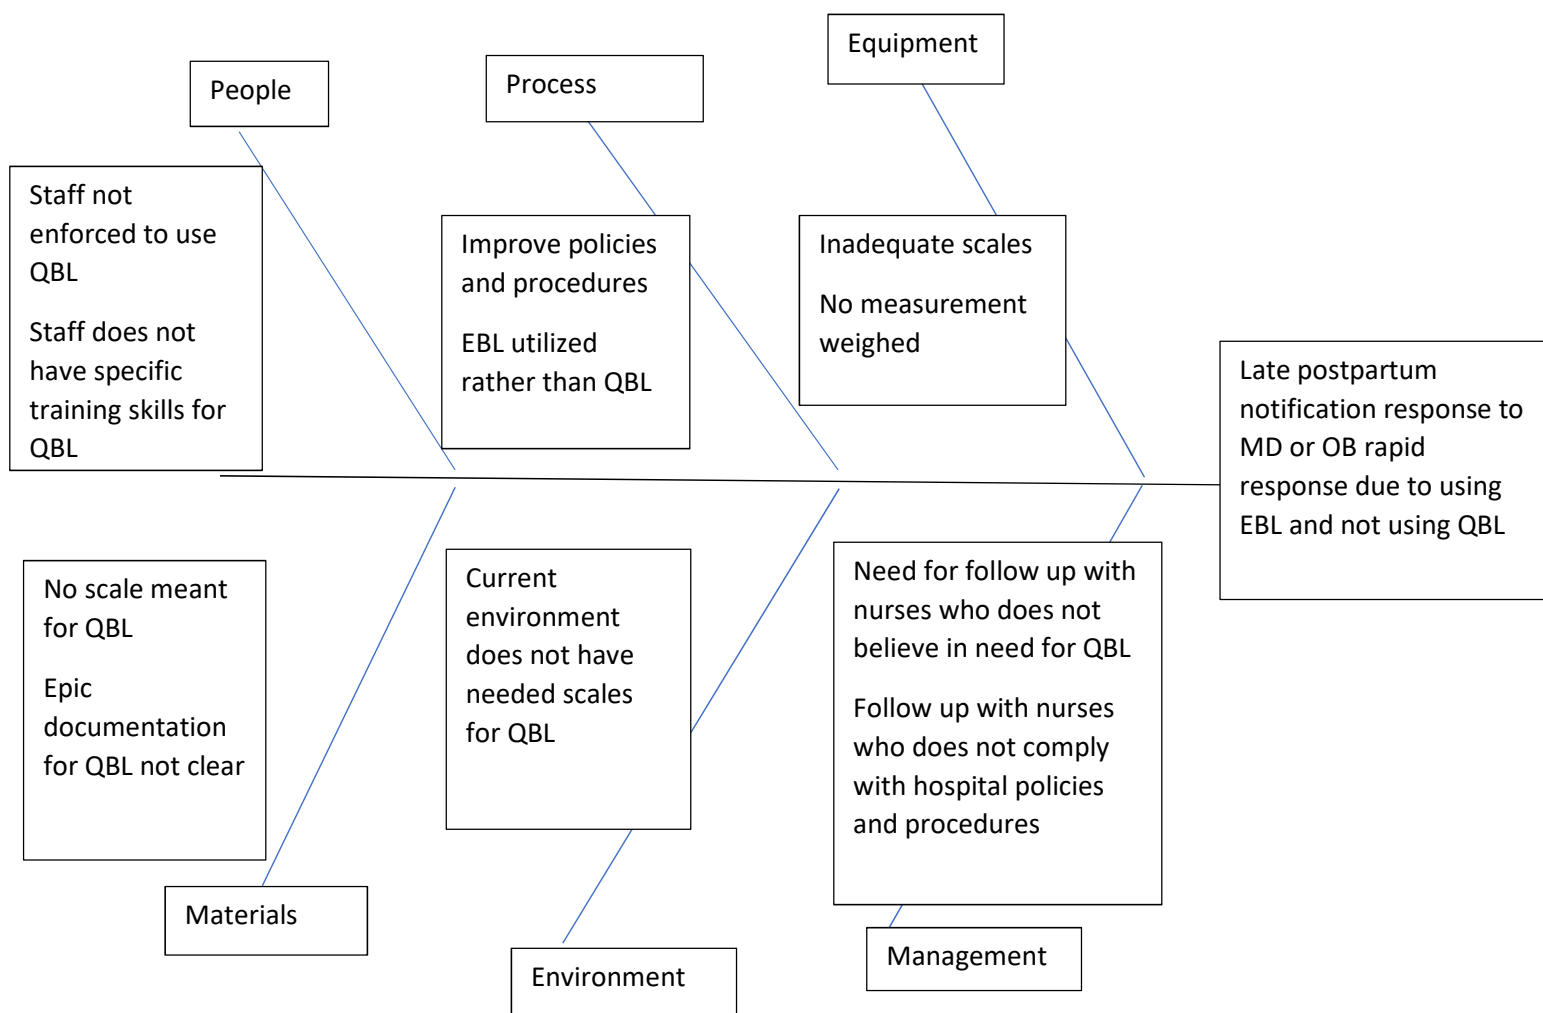 Equipment
Process
People
Staff not
enforced to use
QBL
Staff does not
have specific
training skills for
QBL
Improve policies
and procedures
EBL utilized
rather than QBL
Inadequate scales
No measurement
weighed
Late postpartum
notification response to
MD or OB rapid
response due to using
EBL and not using QBL
No scale meant
for QBL
Epic
documentation
for QBL not clear
Current
environment
does not have
needed scales
for QBL
Need for follow up with
nurses who does not
believe in need for QBL
Follow up with nurses
who does not comply
with hospital policies
and procedures
Materials
Environment
Management